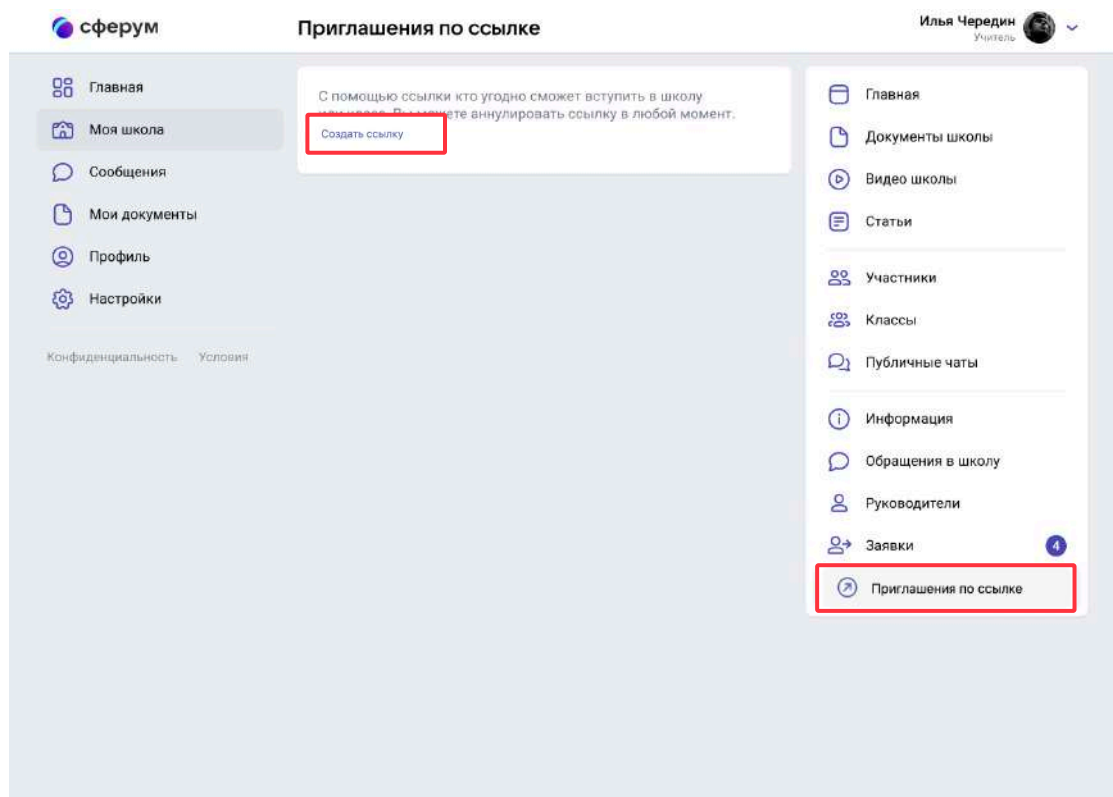 сферум
Приглашения по ссылке
Илья Чередин
Учитель
Главная
Моя школа
Сообщения
Мои документы
Профиль
Настройки
Конфиденциальность Условия
С помощью ссылки кто угодно сможет вступить в школу
аннулировать ссылку в любой момент.
Создать ссылку
Главная
Документы школы
Видео школы
Статьи
Участники
Классы
Публичные чаты
Информация
Обращения в школу
Руководители
Заявки 4
Приглашения по ссылке